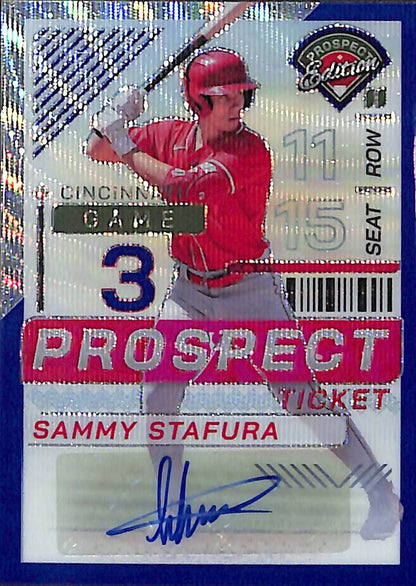 PROSPECT
Edition
11
ROW
CINCINNATI
GAME
15
SEAT
3
PROSPECT
TICKET
SAMMY STAFURA